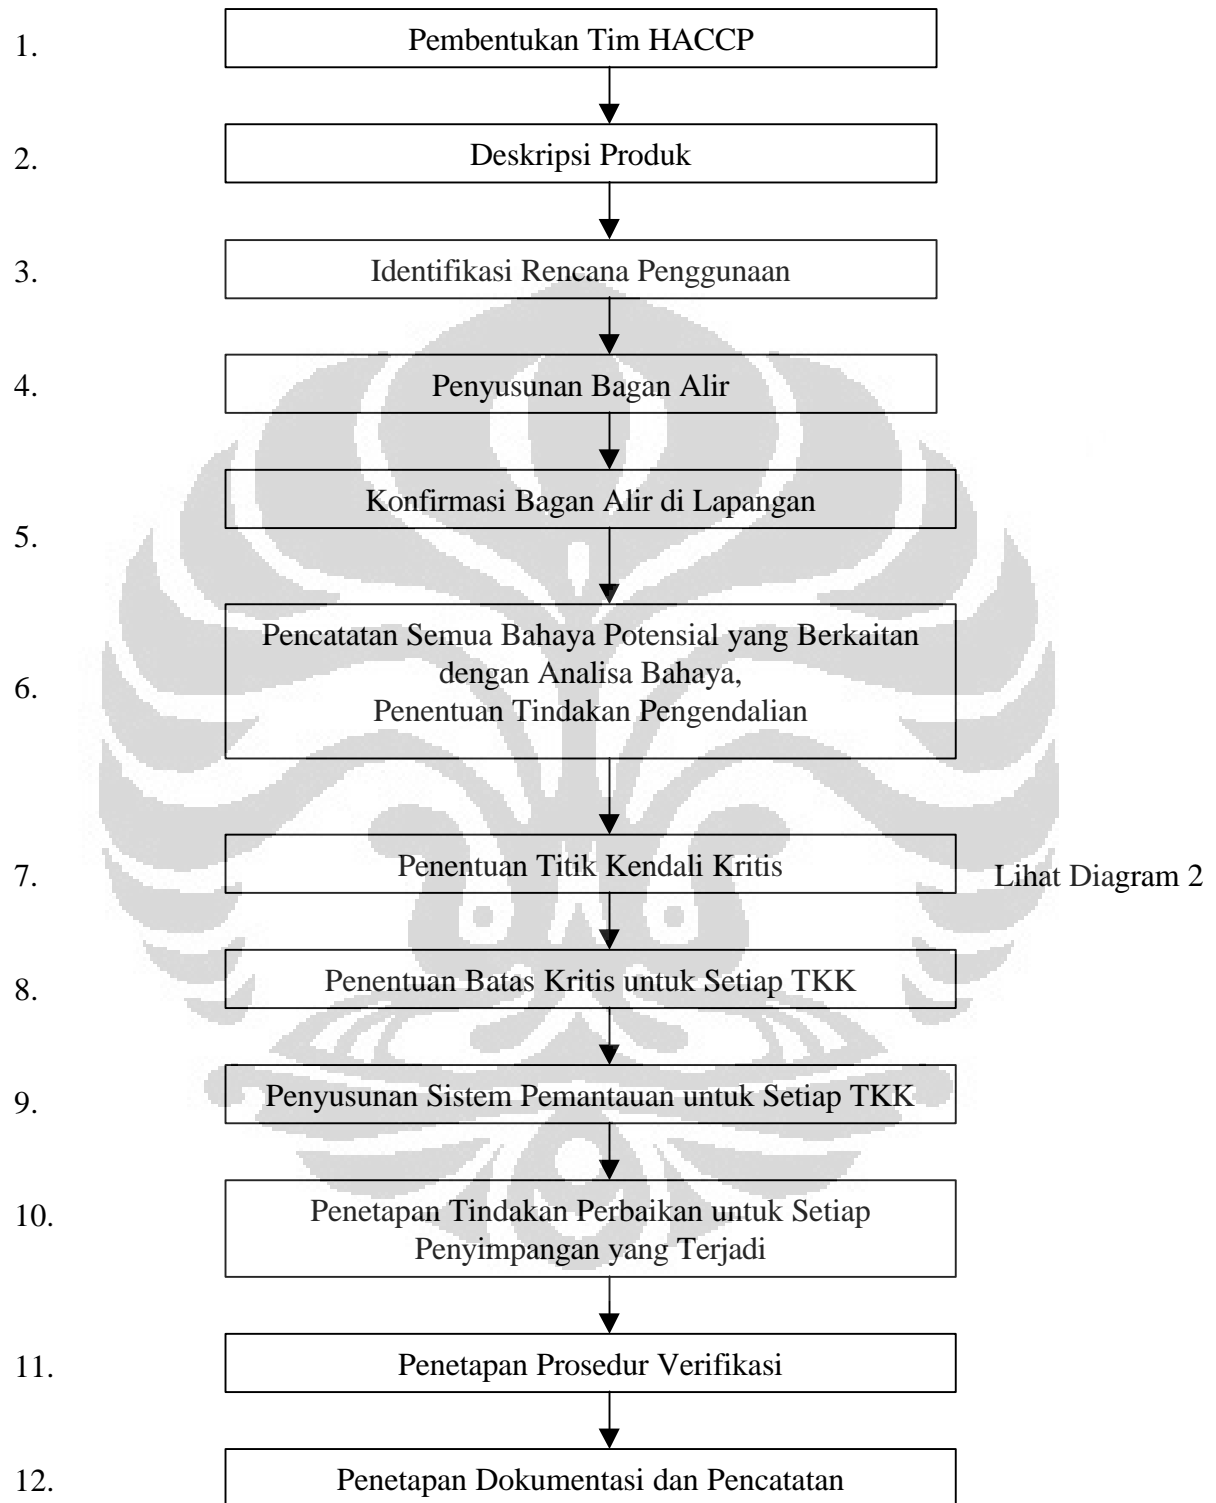 1. Pembentukan Tim HACCP
2. Deskripsi Produk
3. Identifikasi Rencana Penggunaan
4. Penyusunan Bagan Alir
Konfirmasi Bagan Alir di Lapangan
5.
Pencatatan Semua Bahaya Potensial yang Berkaitan
dengan Analisa Bahaya,
6.
Penentuan Tindakan Pengendalian
7. Penentuan Titik Kendali Kritis Lihat Diagram 2
8. Penentuan Batas Kritis untuk Setiap TKK
9. Penyusunan Sistem Pemantauan untuk Setiap TKK
10. Penetapan Tindakan Perbaikan untuk Setiap
Penyimpangan yang Terjadi
11. Penetapan Prosedur Verifikasi
12. Penetapan Dokumentasi dan Pencatatan